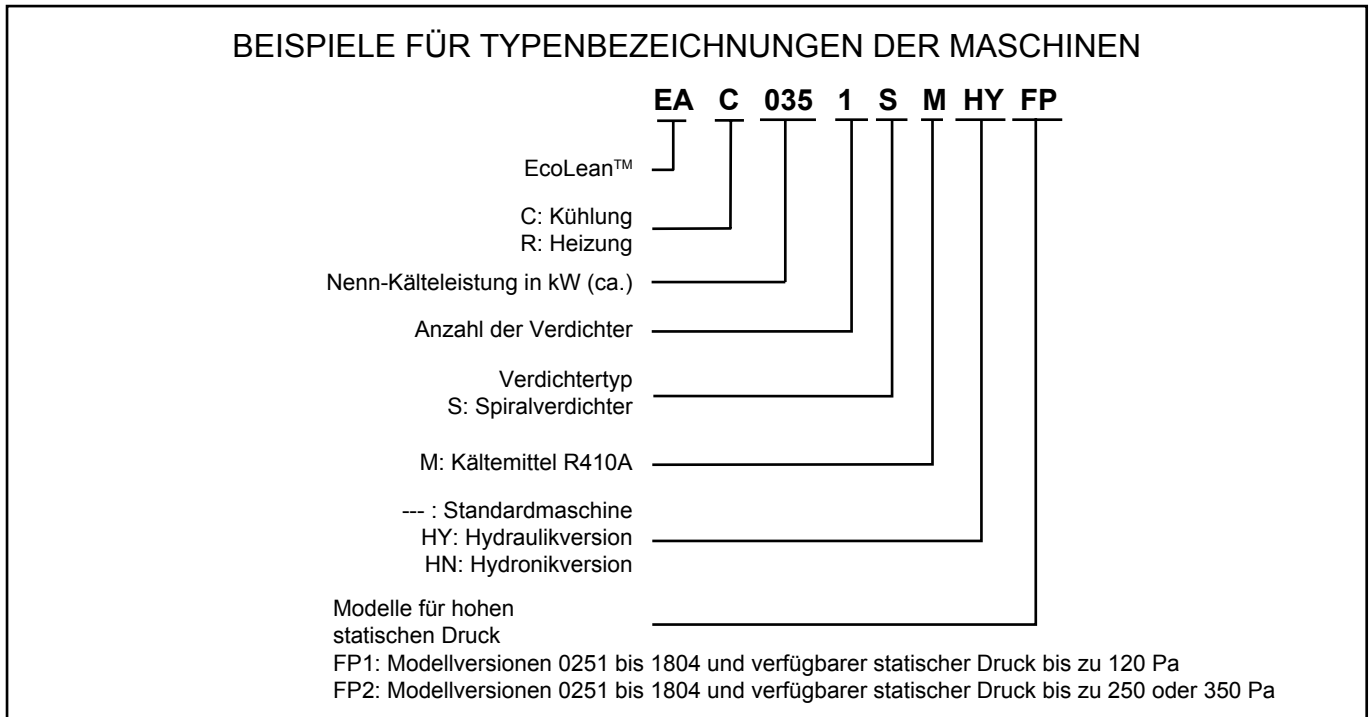 BEISPIELE FÜR TYPENBEZEICHNUNGEN DER MASCHINEN
EA C 035 1 S M HY FP
EcoLean™
C: Kühlung
R: Heizung
Nenn-Kälteleistung in kW (ca.)
Anzahl der Verdichter
Verdichtertyp
S: Spiralverdichter
M: Kältemittel R410A
--- : Standardmaschine
HY: Hydraulikversion
HN: Hydronikversion
Modelle für hohen
statischen Druck
FP1: Modellversionen 0251 bis 1804 und verfügbarer statischer Druck bis zu 120 Pa
FP2: Modellversionen 0251 bis 1804 und verfügbarer statischer Druck bis zu 250 oder 350 Pa